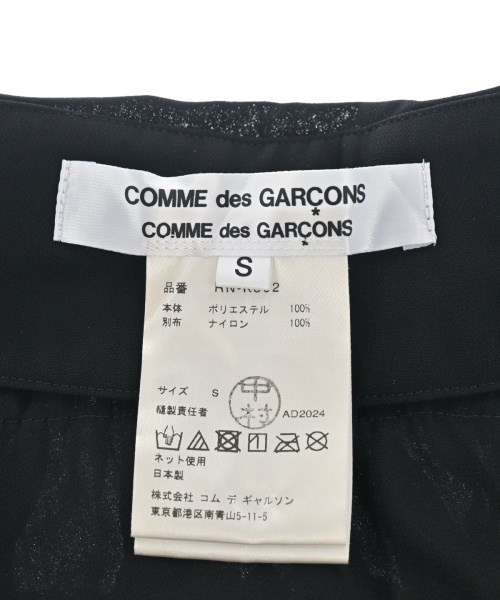 COMME des GARÇONS
COMME des GARÇONS
S
品番
本体 ポリエステル 100%
別布 ナイロン 100%
サイズ S
縫製責任者 中村 AD2024
ネット使用
日本製
株式会社 コム デ ギャルソン
東京都港区南青山5-11-5